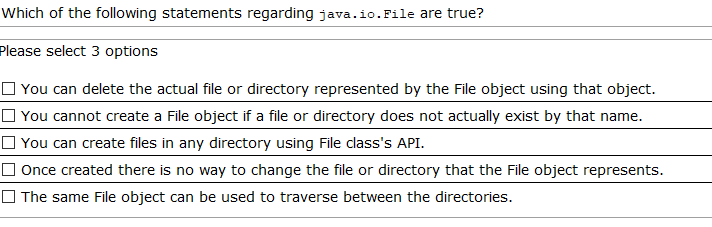 Which of the following statements regarding java.io.File are true?
Please select 3 options
You can delete the actual file or directory represented by the File object using that object.
You cannot create a File object if a file or directory does not actually exist by that name.
You can create files in any directory using File class's API.
Once created there is no way to change the file or directory that the File object represents.
The same File object can be used to traverse between the directories.